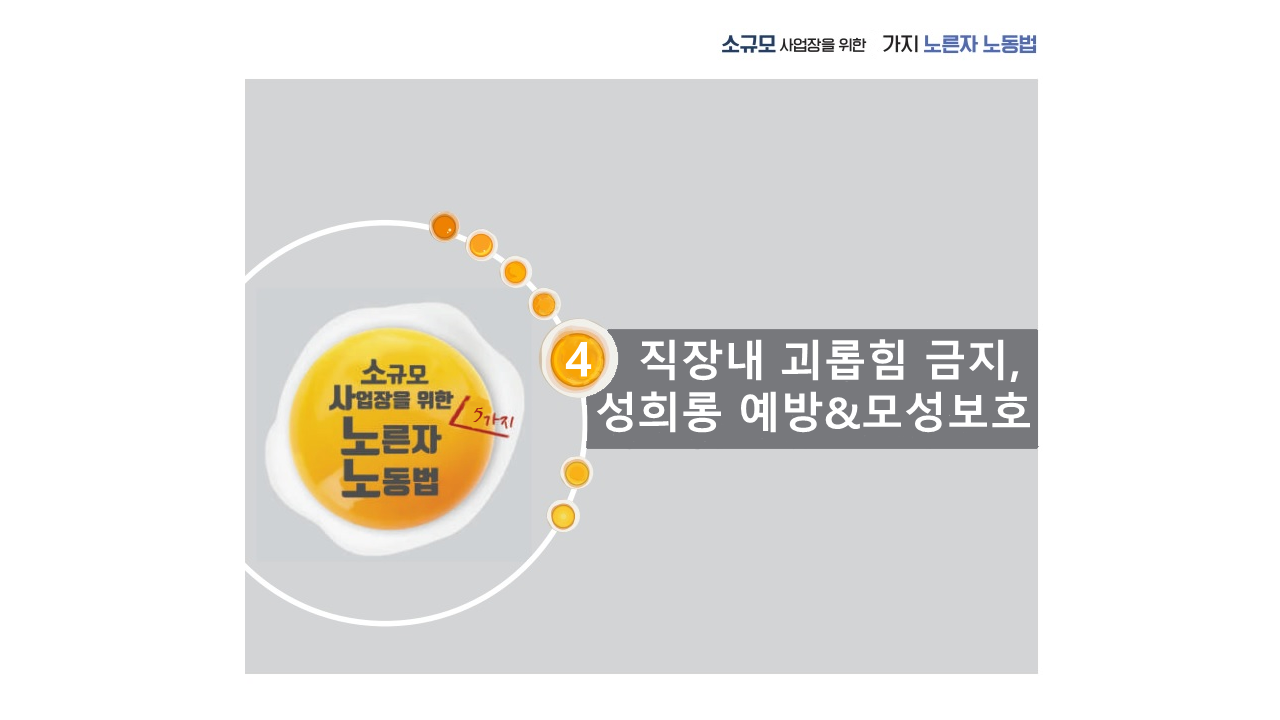 소규모 사업장을 위한 가지 노른자 노동법
4 직장내 괴롭힘 금지,
성희롱 예방&모성보호
소규모
사업장을 위한
5가지
노른자
노동법